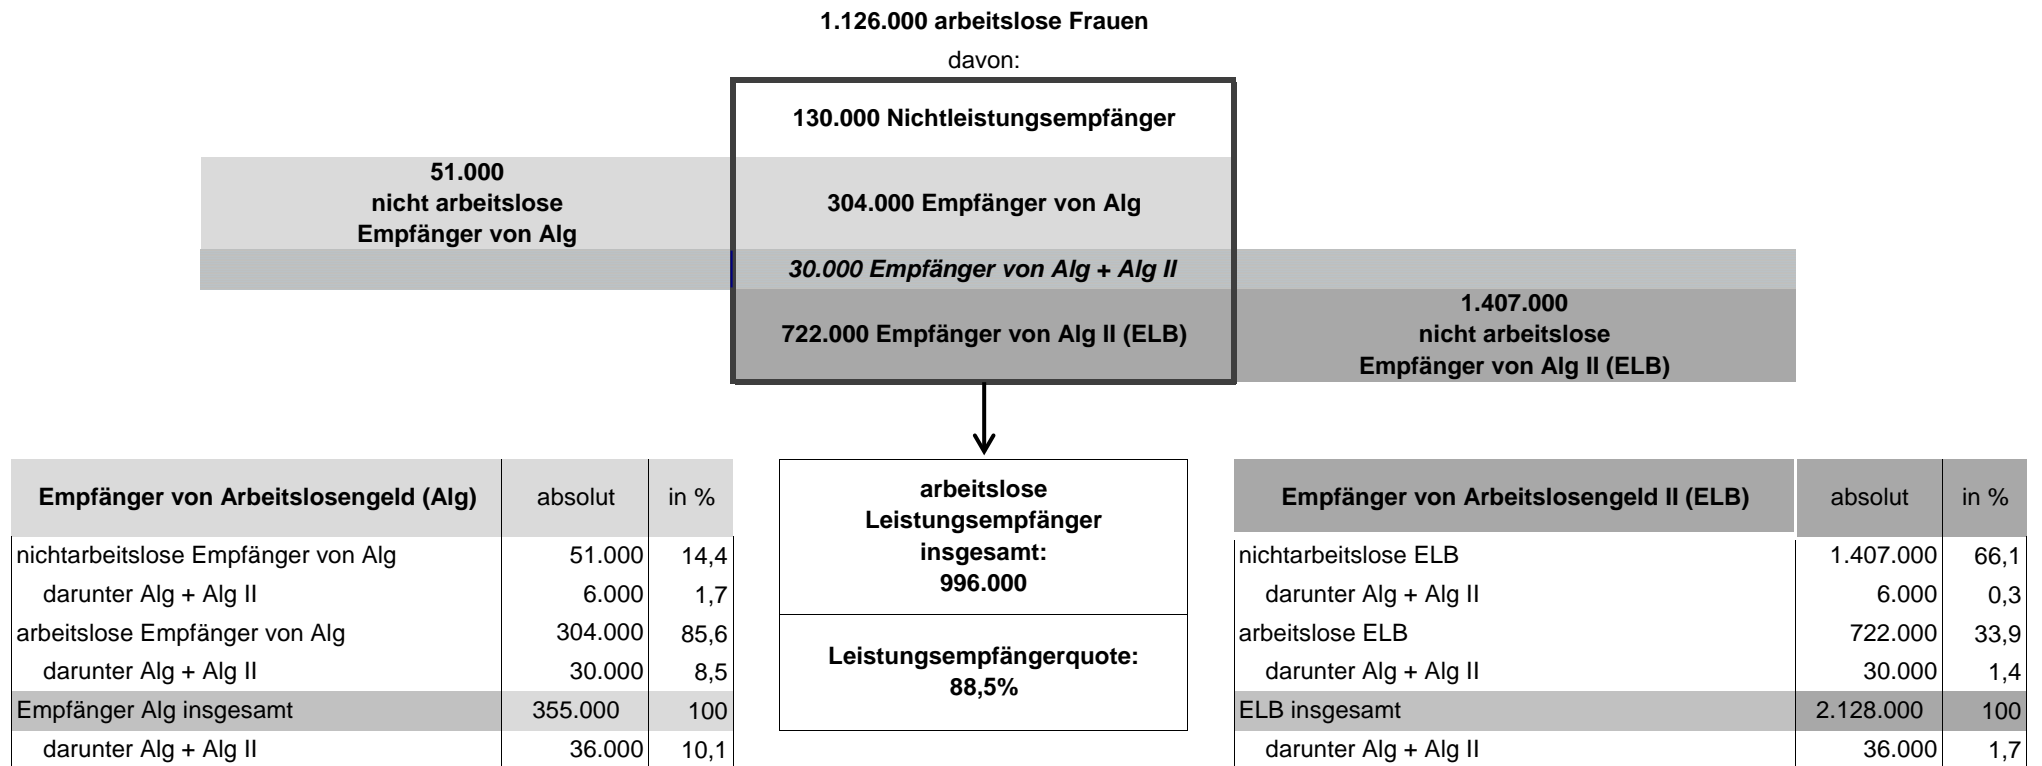 1.126.000 arbeitslose Frauen
davon:
130.000 Nichtleistungsempfänger
51.000
nicht arbeitslose
Empfänger von Alg
304.000 Empfänger von Alg
30.000 Empfänger von Alg + Alg II
722.000 Empfänger von Alg II (ELB)
1.407.000
nicht arbeitslose
Empfänger von Alg II (ELB)
Empfänger von Arbeitslosengeld (Alg) absolut in %
nichtarbeitslose Empfänger von Alg 51.000 14,4
darunter Alg + Alg II 6.000 1,7
arbeitslose Empfänger von Alg 304.000 85,6
darunter Alg + Alg II 30.000 8,5
Empfänger Alg insgesamt 355.000 100
darunter Alg + Alg II 36.000 10,1
arbeitslose
Leistungsempfänger
insgesamt:
996.000
Leistungsempfängerquote:
88,5%
Empfänger von Arbeitslosengeld II (ELB) absolut in %
nichtarbeitslose ELB 1.407.000 66,1
darunter Alg + Alg II 6.000 0,3
arbeitslose ELB 722.000 33,9
darunter Alg + Alg II 30.000 1,4
ELB insgesamt 2.128.000 100
darunter Alg + Alg II 36.000 1,7